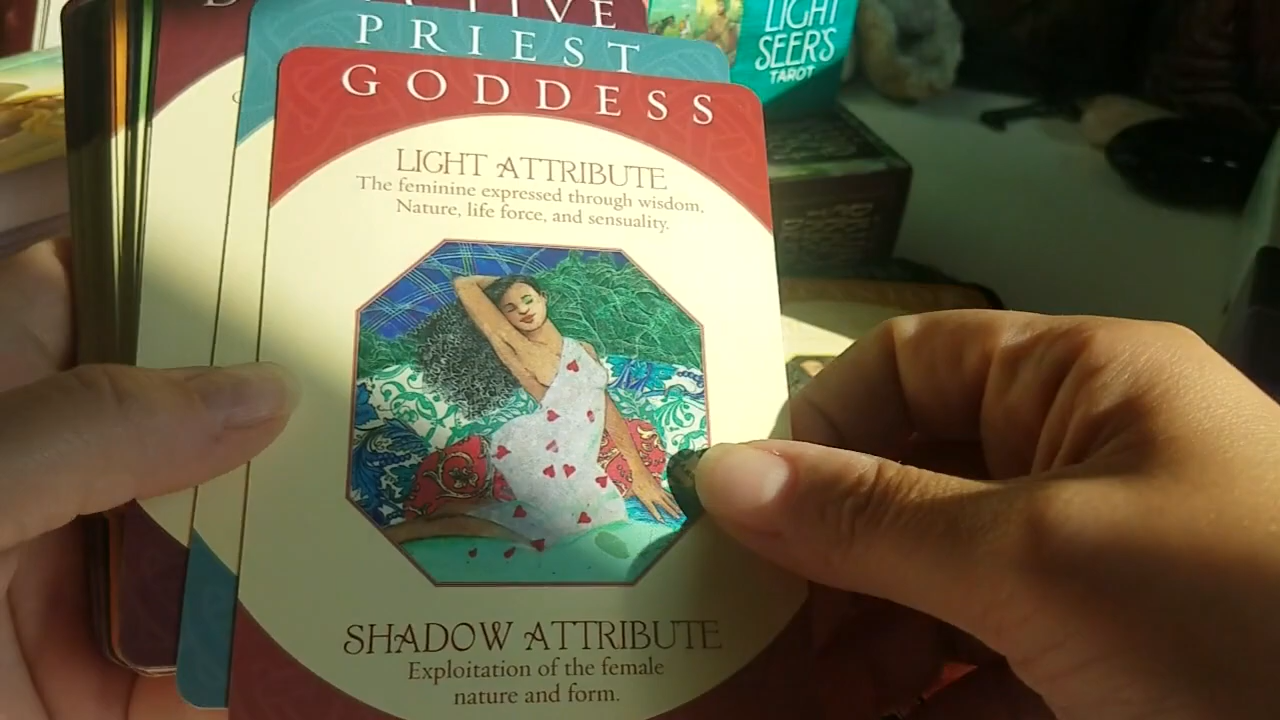 PRIEST
GODDESS
LIGHT ATTRIBUTE
The feminine expressed through wisdom,
Nature, life force, and sensuality.
SHADOW ATTRIBUTE
Exploitation of the female
nature and form.
LIGHT
SEER'S
TAROT